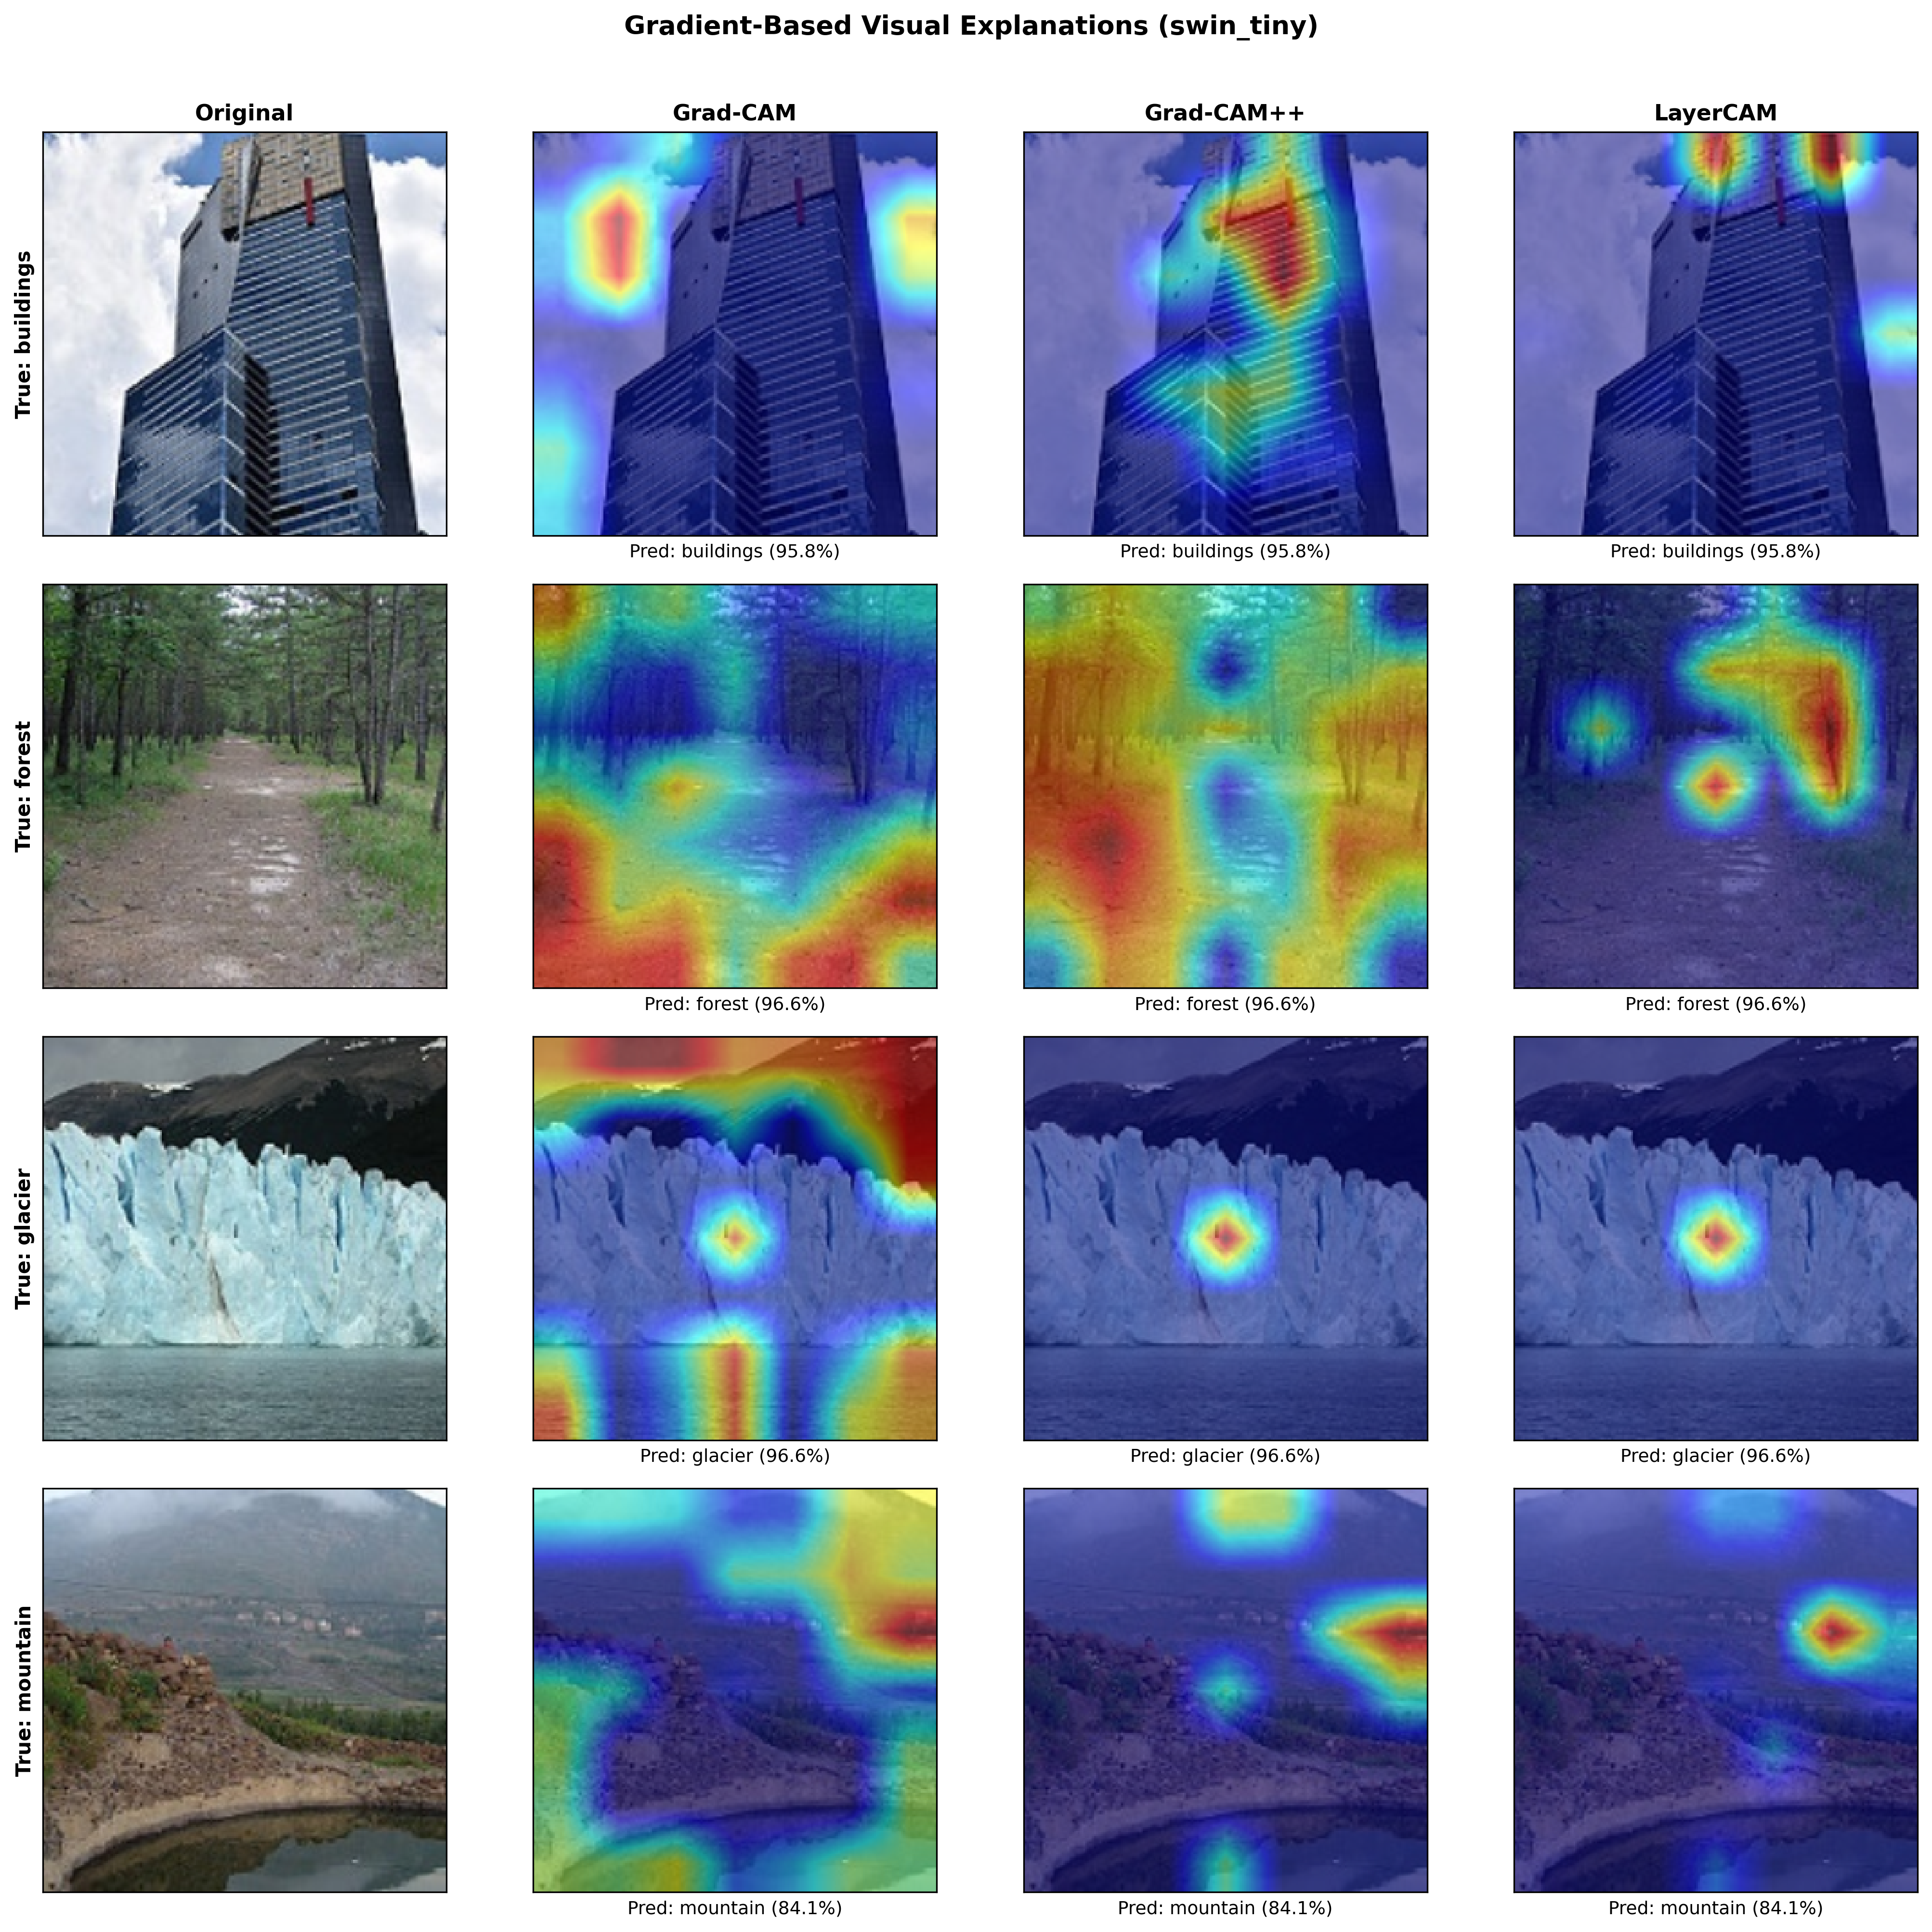 Gradient-Based Visual Explanations (swin_tiny)
Original
Grad-CAM
Grad-CAM++
LayerCAM
True: buildings
Pred: buildings (95.8%)
Pred: buildings (95.8%)
Pred: buildings (95.8%)
True: forest
Pred: forest (96.6%)
Pred: forest (96.6%)
Pred: forest (96.6%)
True: glacier
Pred: glacier (96.6%)
Pred: glacier (96.6%)
Pred: glacier (96.6%)
True: mountain
Pred: mountain (84.1%)
Pred: mountain (84.1%)
Pred: mountain (84.1%)